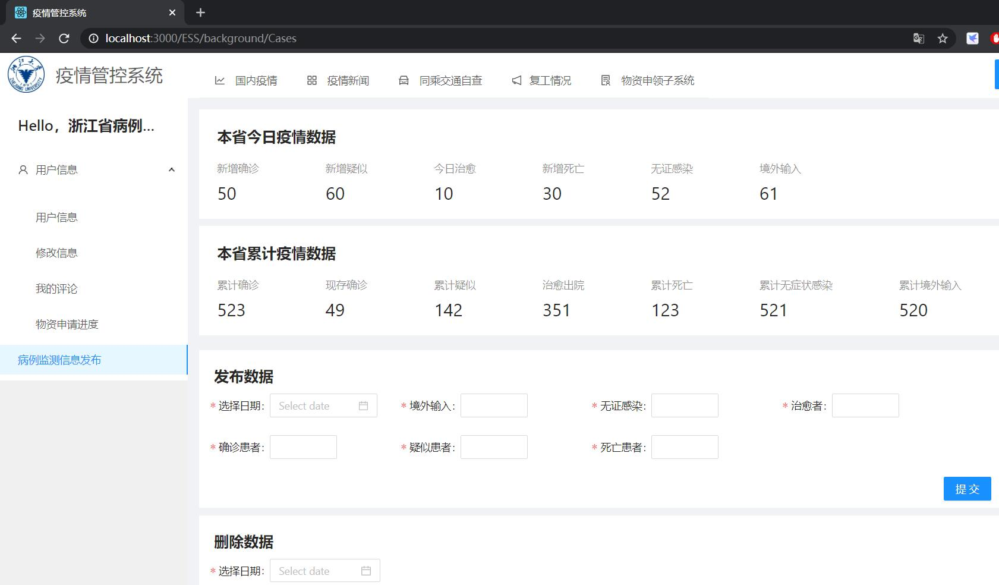 疫情管控系统
localhost:3000/ESS/background/Cases
疫情管控系统
国内疫情 疫情新闻 同乘交通自查 复工情况 物资申领子系统
Hello，浙江省病例...
用户信息
用户信息
修改信息
我的评论
物资申请进度
病例监测信息发布
本省今日疫情数据
新增确诊 新增疑似 今日治愈 新增死亡 无证感染 境外输入
50 60 10 30 52 61
本省累计疫情数据
累计确诊 现存确诊 累计疑似 治愈出院 累计死亡 累计无症状感染 累计境外输入
523 49 142 351 123 521 520
发布数据
* 选择日期: Select date * 境外输入: * 无证感染: * 治愈者:
* 确诊患者: * 疑似患者: * 死亡患者:
提 交
删除数据
* 选择日期: Select date